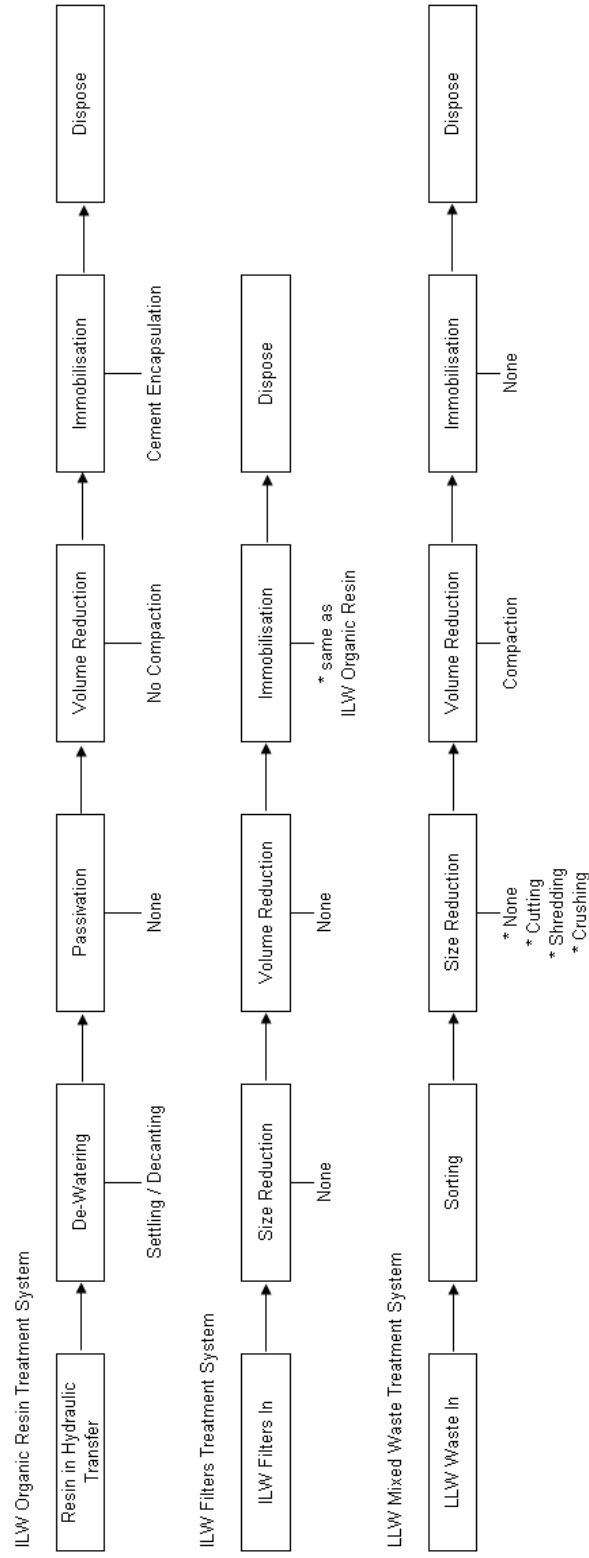 ILW Organic Resin Treatment System
Resin in Hydraulic
Transfer
De-Watering
Passivation
Volume Reduction
Immobilisation
Dispose
Settling / Decanting
None
No Compaction
Cement Encapsulation
ILW Filters Treatment System
ILW Filters In
Size Reduction
Volume Reduction
Immobilisation
Dispose
None
None
* same as
ILW Organic Resin
LLW Mixed Waste Treatment System
LLW Waste In
Sorting
Size Reduction
Volume Reduction
Immobilisation
Dispose
* None
* Cutting
* Shredding
* Crushing
Compaction
None